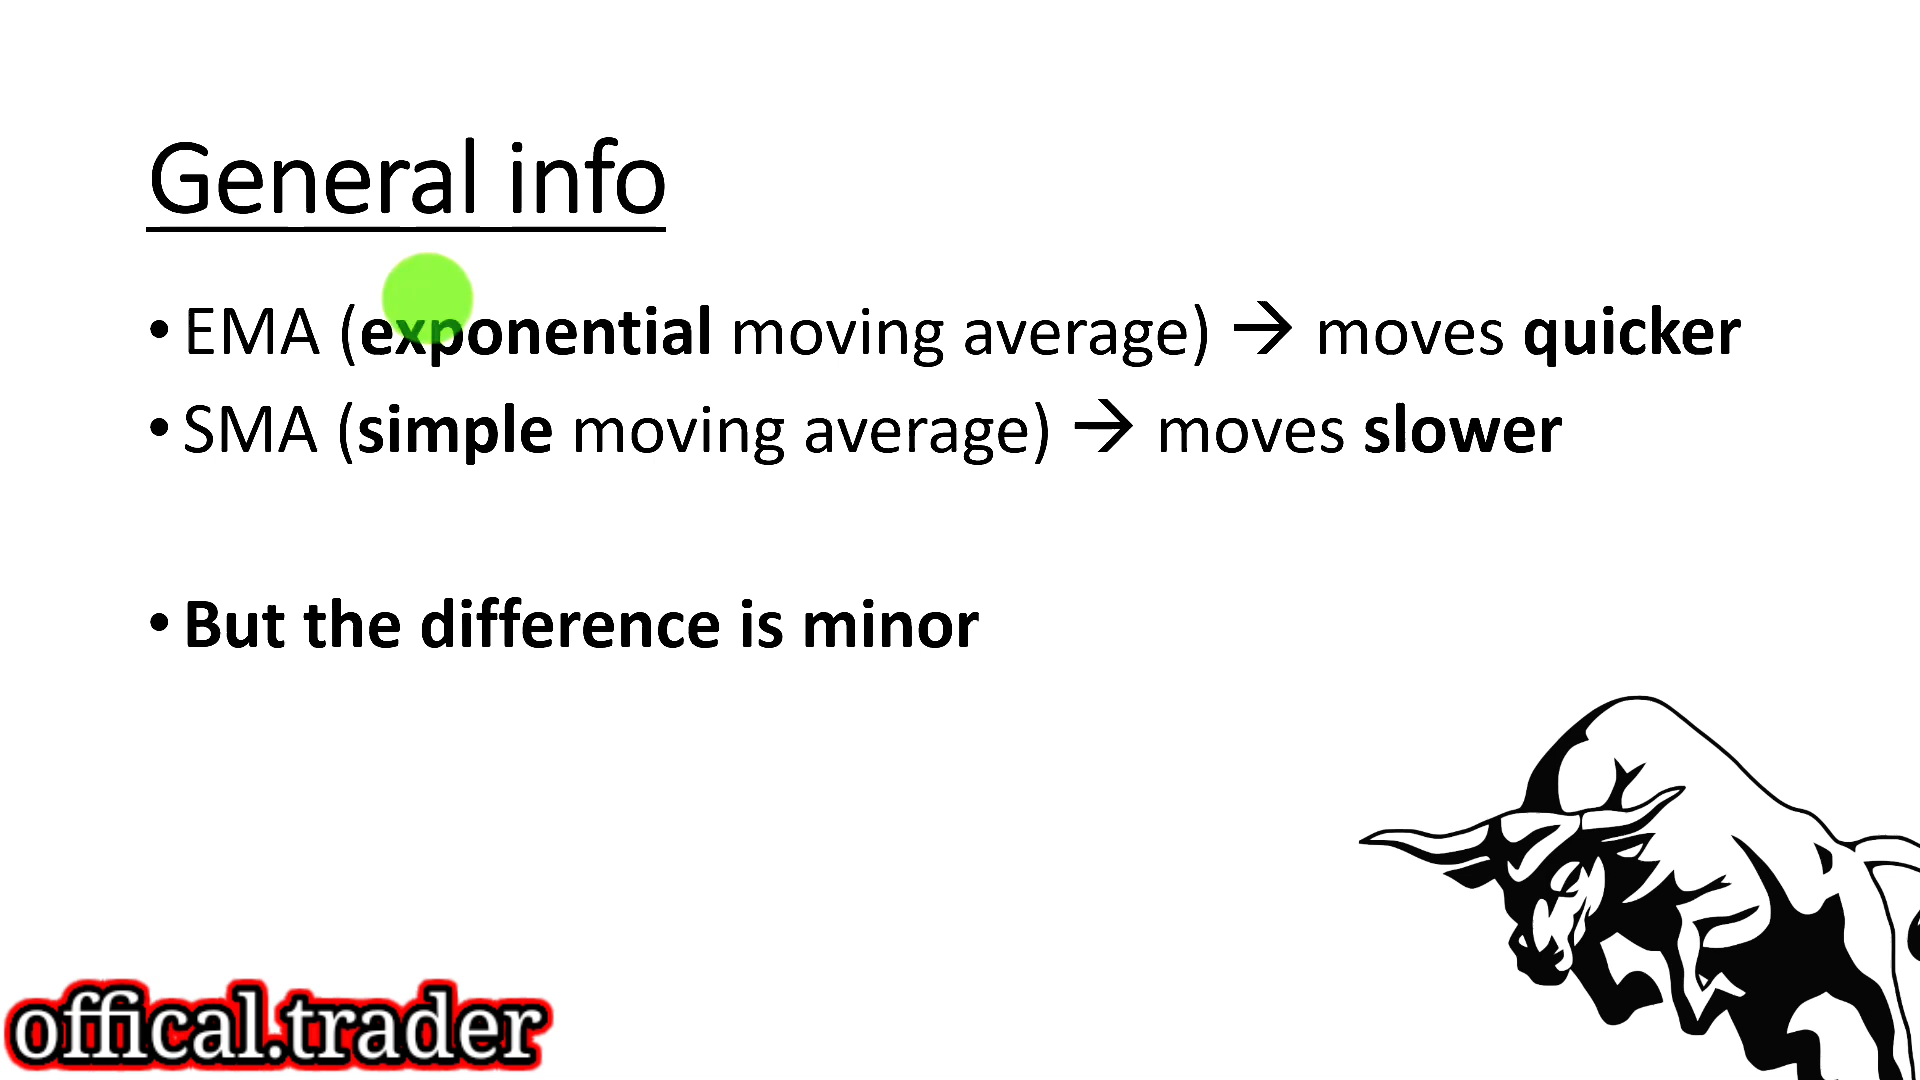 General info
• EMA (exponential moving average) → moves quicker
• SMA (simple moving average) → moves slower
• But the difference is minor
offical.trader